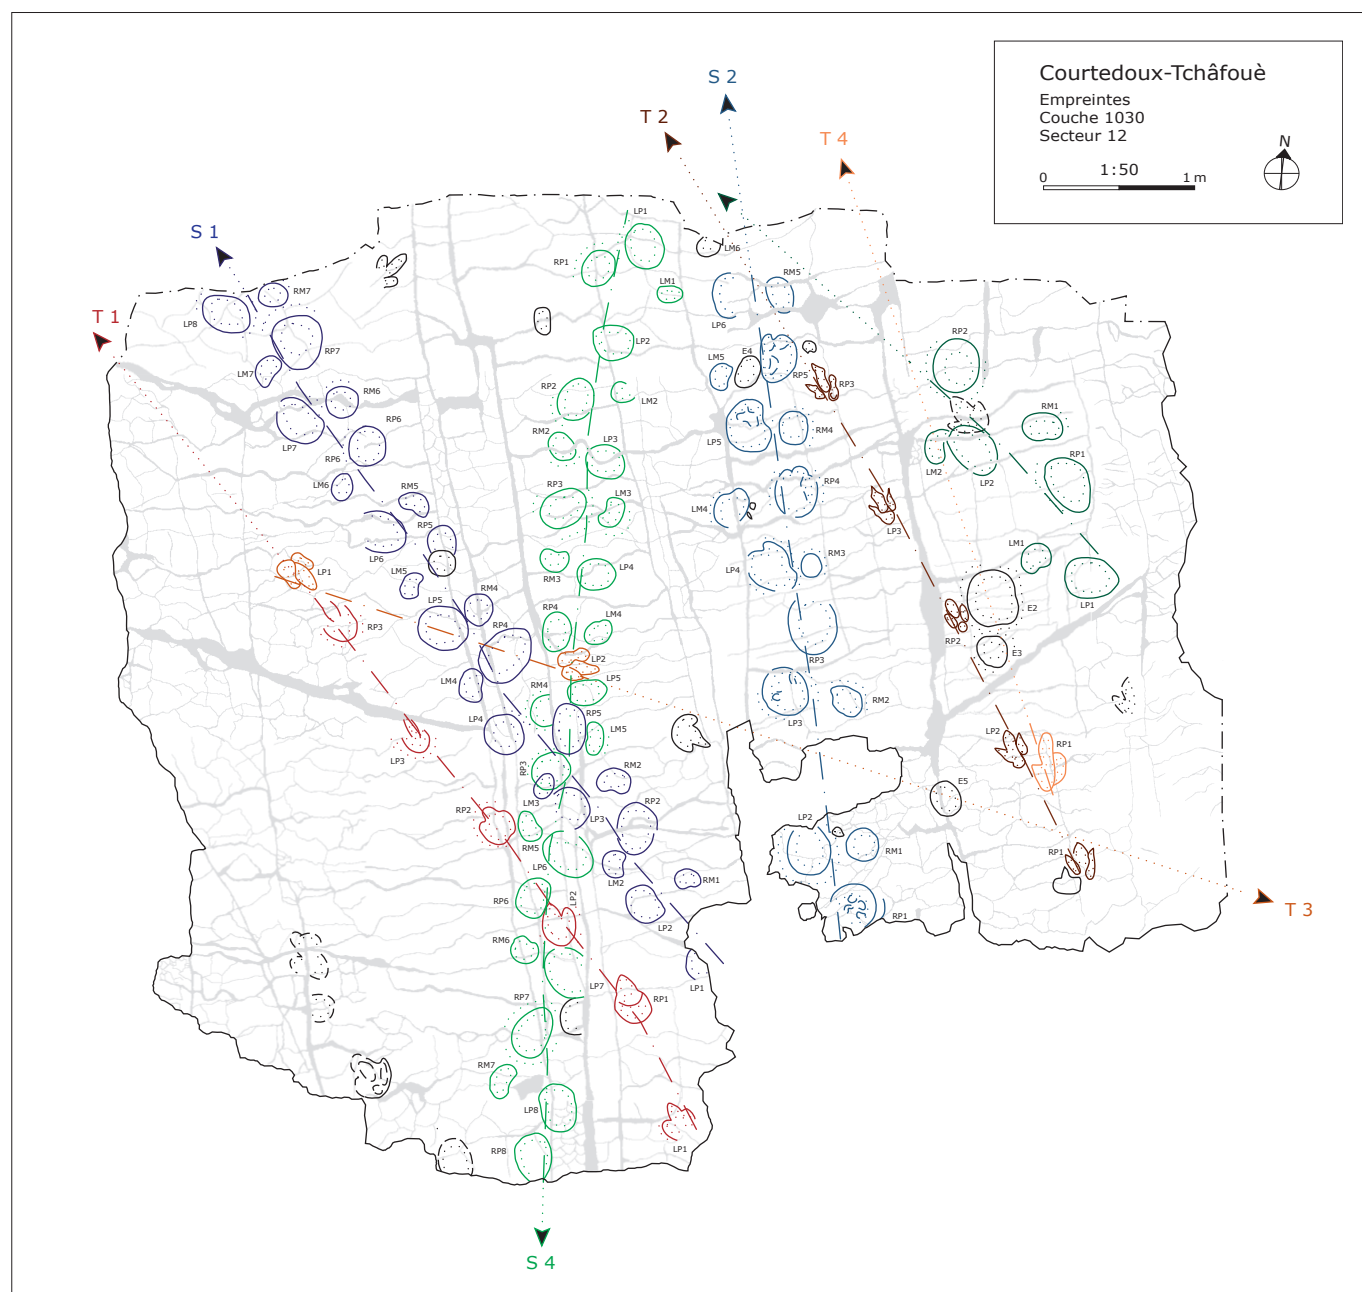 Courtedoux-Tchâfouè
Empreintes
Couche 1030
Secteur 12
N
1:50
0 1 m
S 2
T 2
T 4
S 1
T 1
LP1
RP1
LM1
LM6
RM5
LP6
RM7
LP8
RP7
LM7
LP2
E4
LM5
RP5
RP3
RP2
RM6
RP2
LM2
RP6
LP7
RP6
RM2
LP3
LP5
RM4
RM1
LM2
LP2
RP1
LM6
RM5
RP3
LM3
LM4
RP4
LP3
RP5
LP6
LM5
RM3
LP4
LP4
RM3
LM1
LP1
LP1
RP3
LP5
RM4
RP4
RP4
LM4
RP3
RP2
E2
E3
LM4
LP2
LP5
RM4
RP5
LM5
LP4
LP3
RM2
LP3
LP2
RP1
RP3
RM2
LM3
LP3
RP2
E5
RP2
RM5
LP6
LM2
RM1
LP2
RM1
RP1
RP6
LP2
LP2
RP1
T 3
RM6
LP7
LP1
RP7
RP1
RM7
LP8
RP8
LP1
S 4